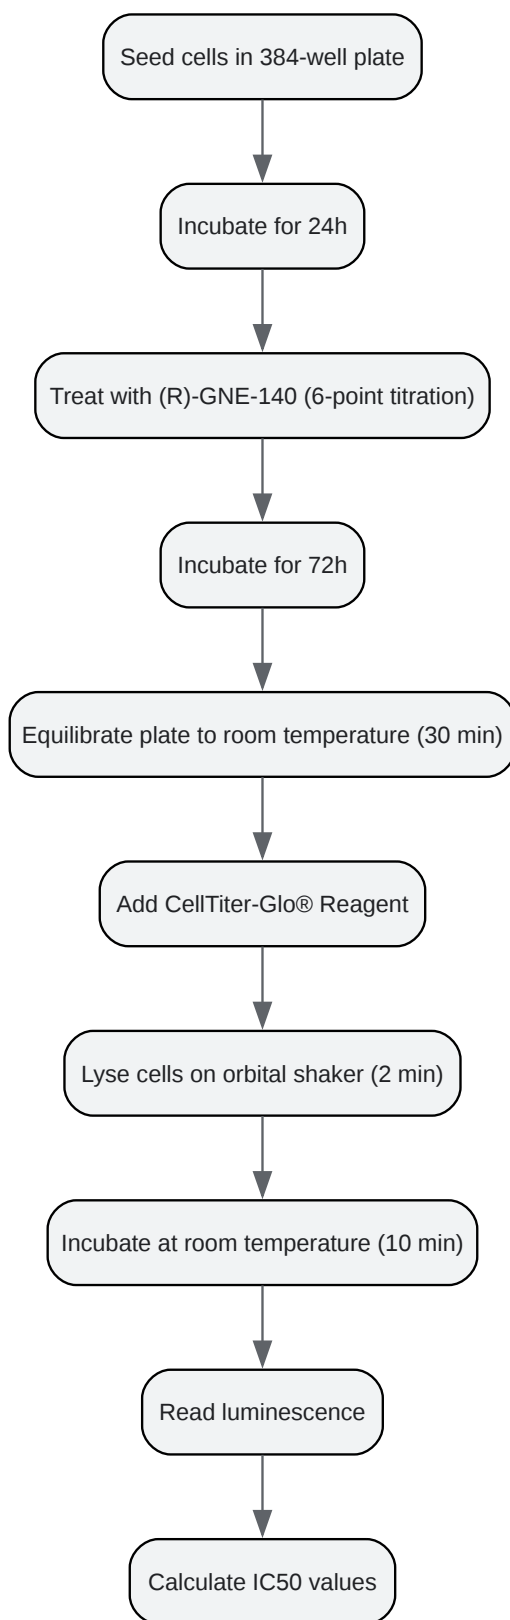 Seed cells in 384-well plate
Incubate for 24h
Treat with (R)-GNE-140 (6-point titration)
Incubate for 72h
Equilibrate plate to room temperature (30 min)
Add CellTiter-Glo® Reagent
Lyse cells on orbital shaker (2 min)
Incubate at room temperature (10 min)
Read luminescence
Calculate IC50 values